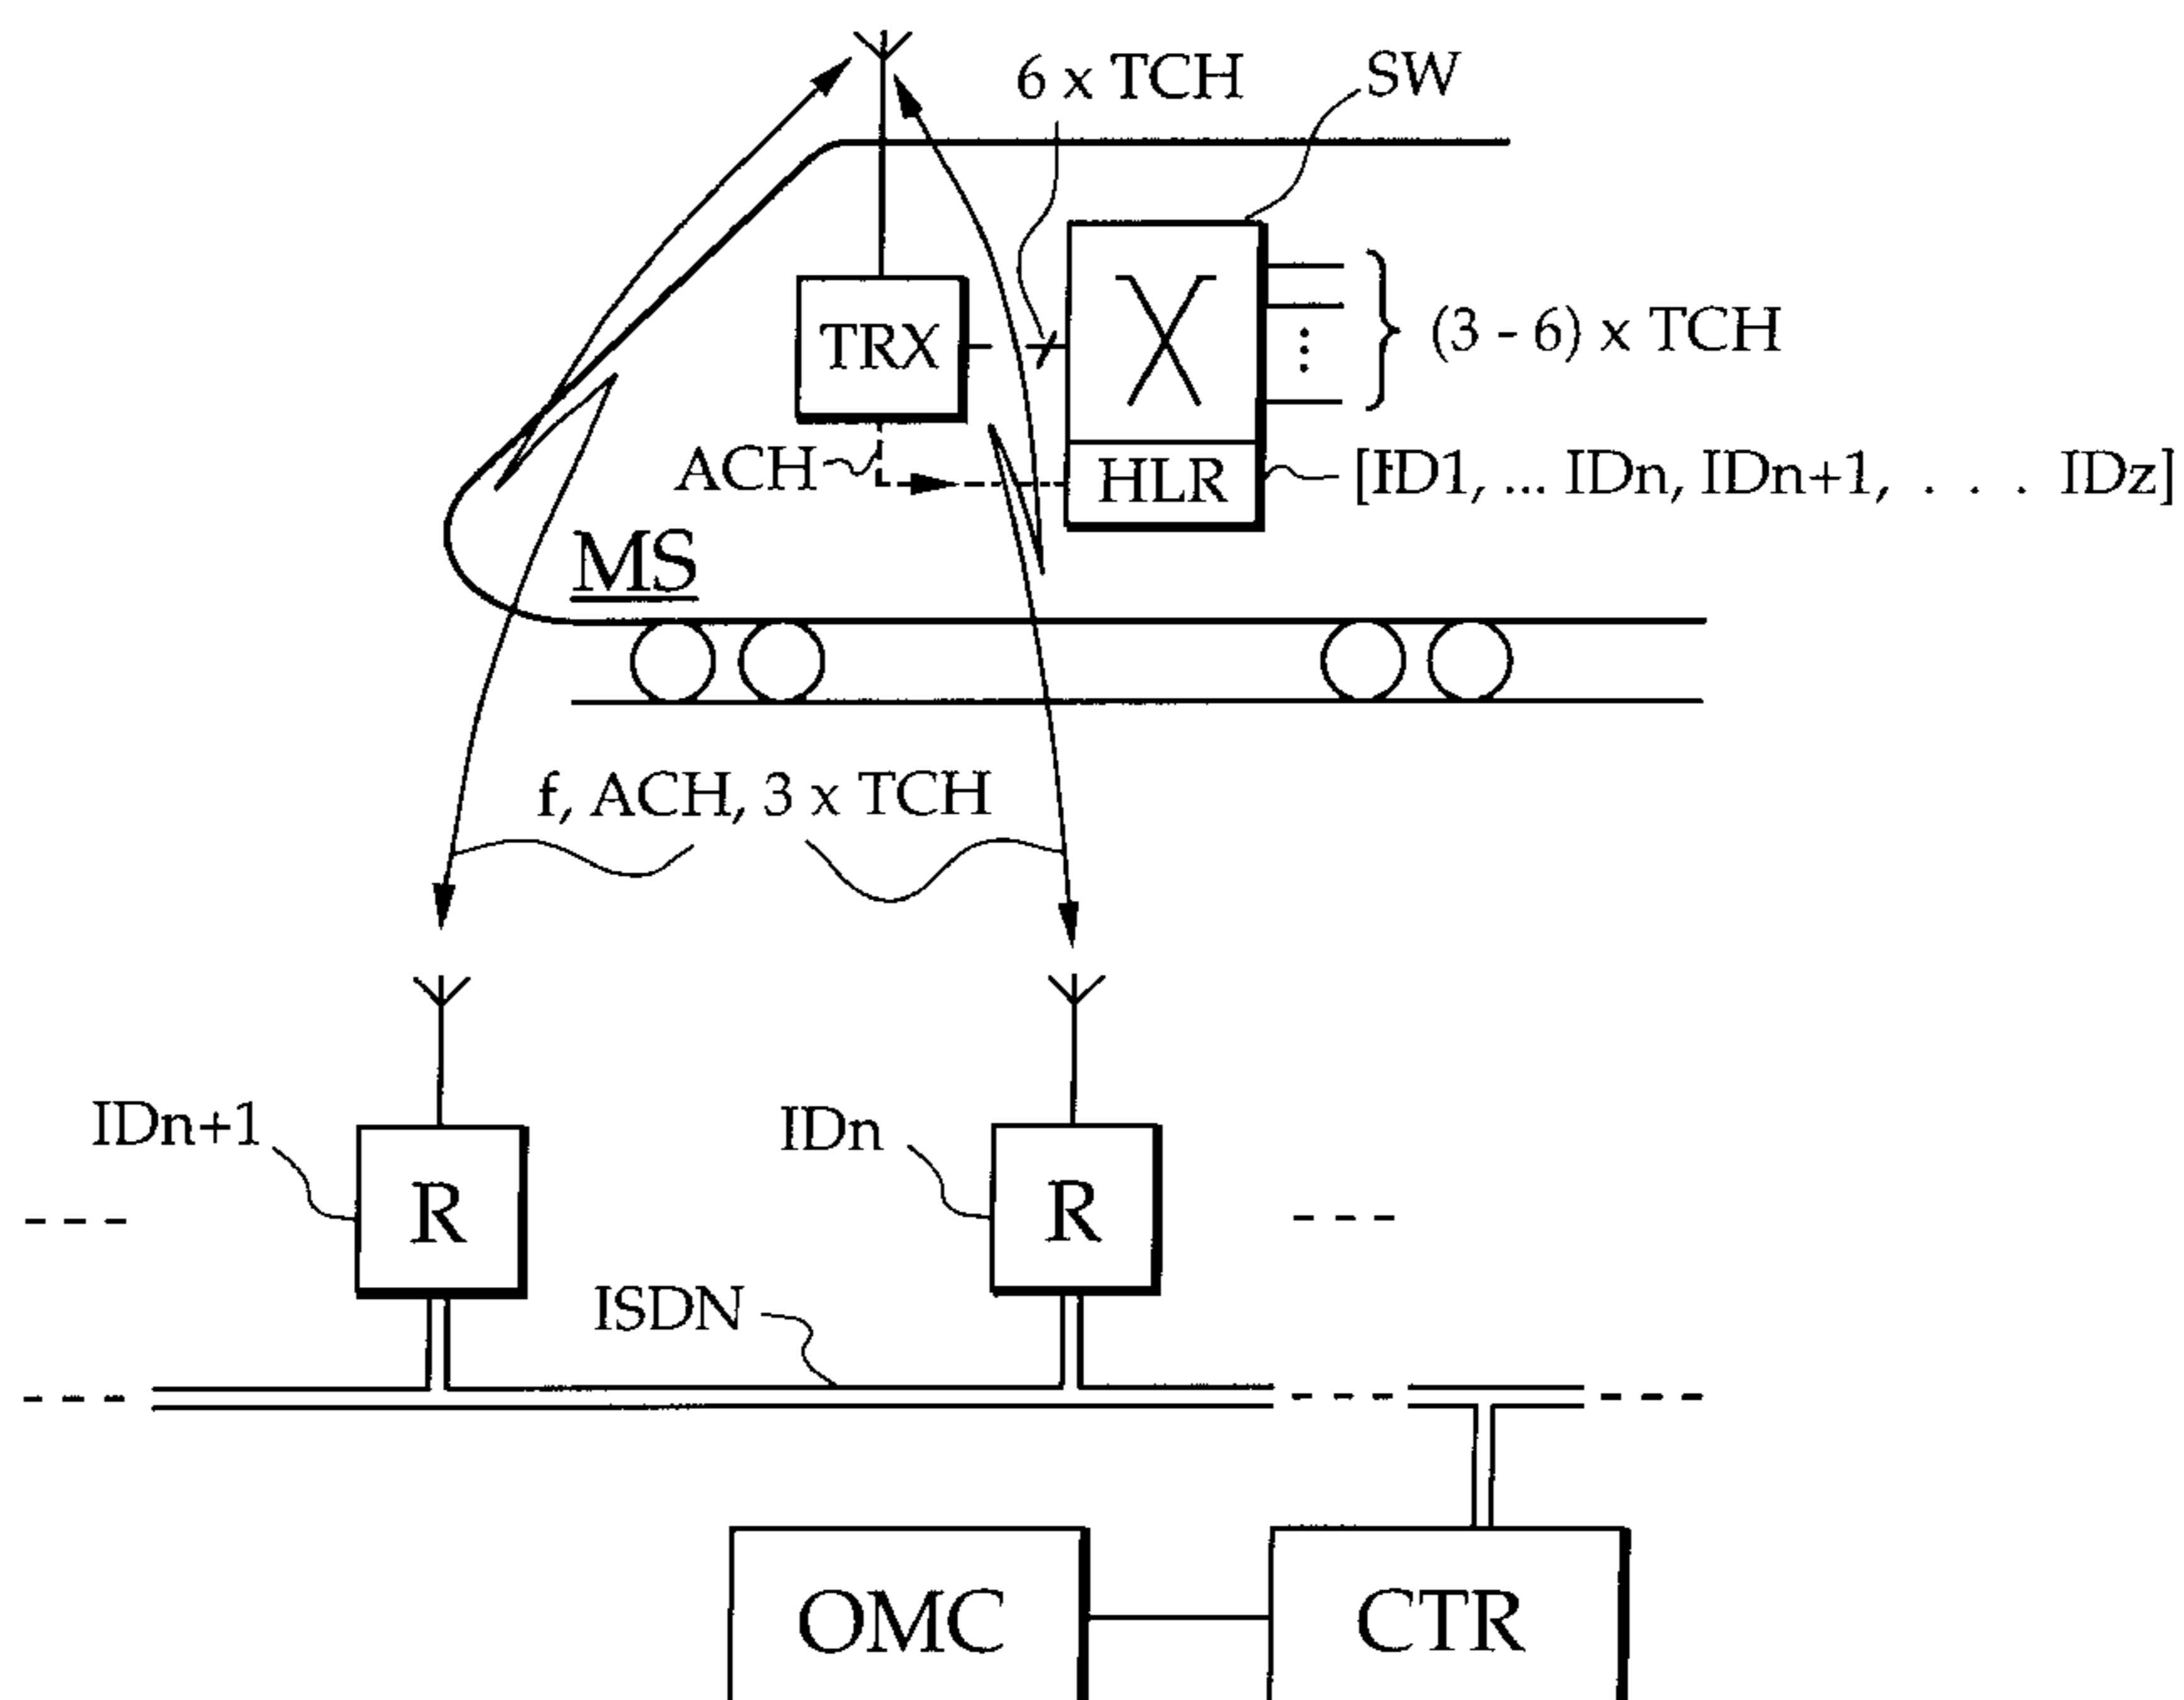 6 x TCH
SW
TRX
(3 - 6) x TCH
ACH
HLR
[ID1, ... IDn, IDn+1, . . . IDz]
MS
f, ACH, 3 x TCH
IDn+1
IDn
R
R
ISDN
OMC
CTR